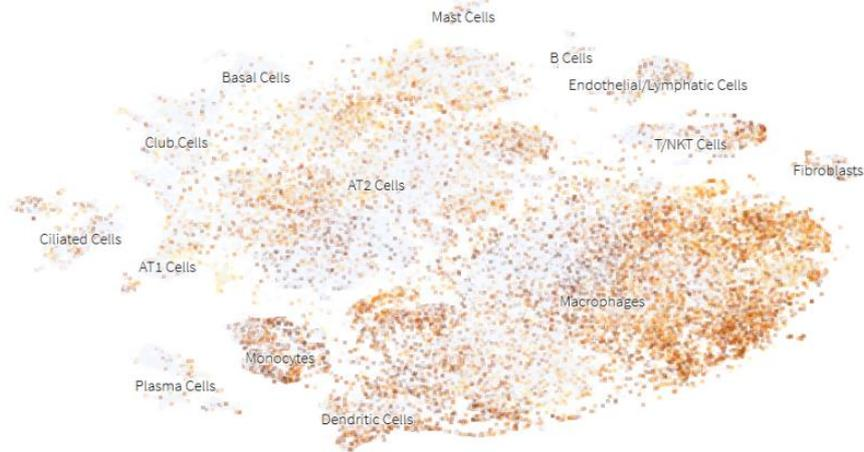 Mast Cells
B Cells
Basal Cells
Endothelial/Lymphatic Cells
Club Cells
T/NKT Cells
Fibroblasts
AT2 Cells
Ciliated Cells
AT1 Cells
Macrophages
Monocytes
Plasma Cells
Dendritic Cells